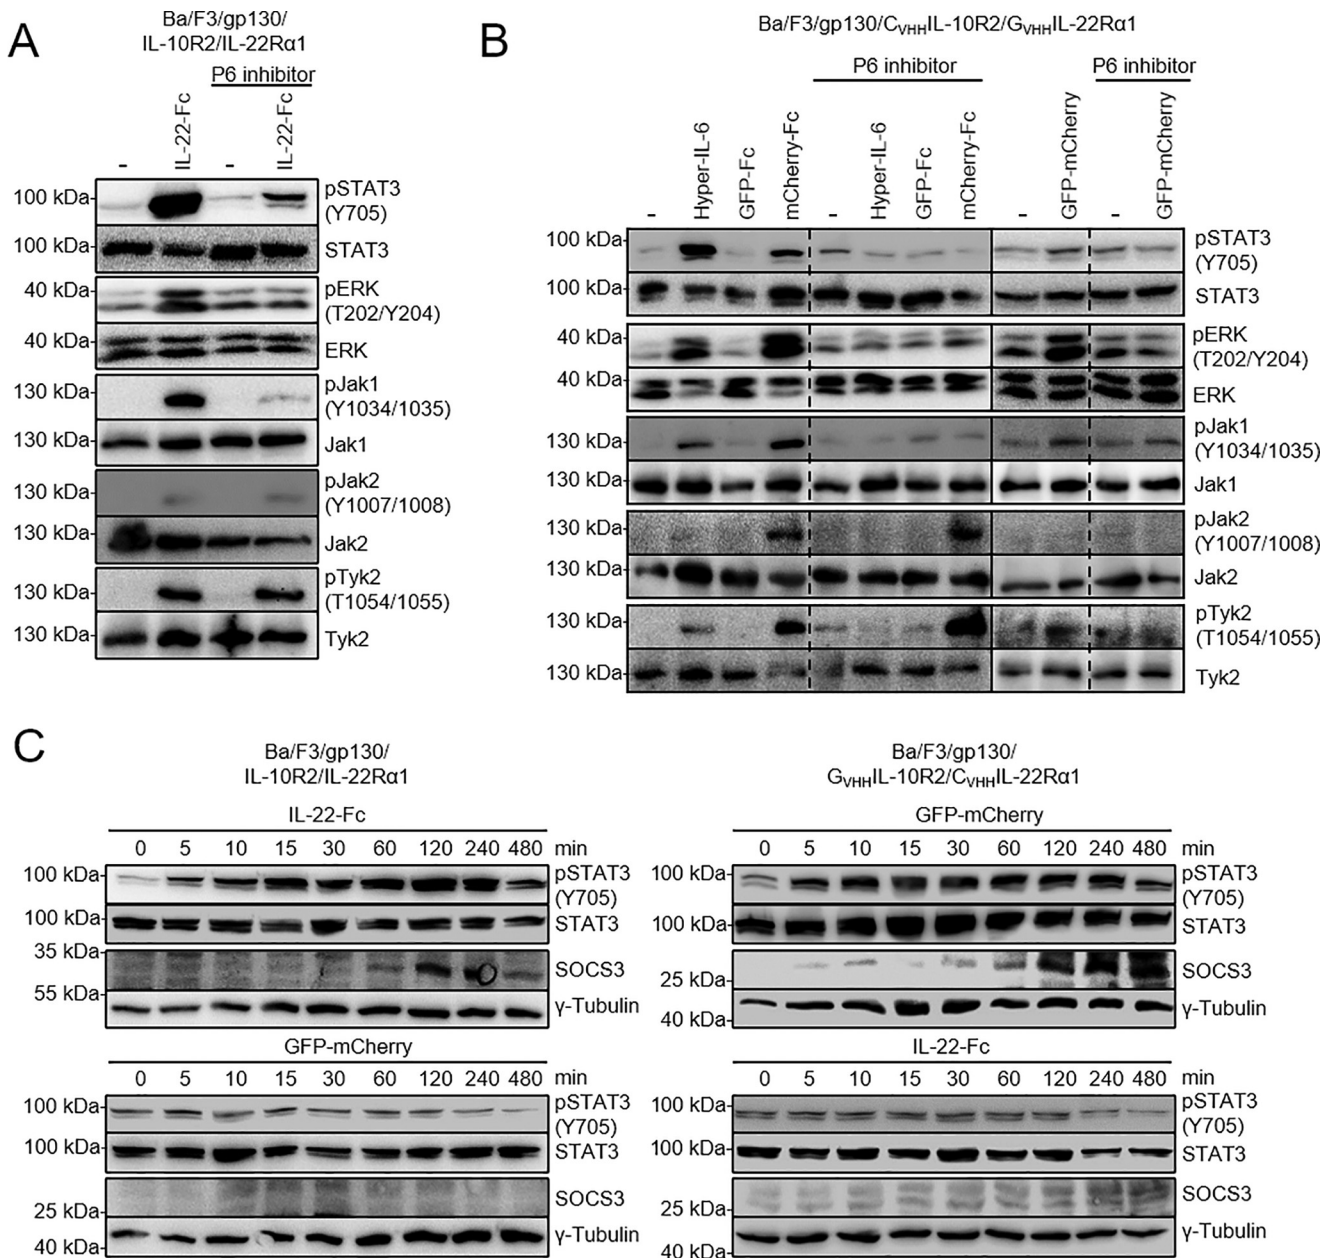 A
Ba/F3/gp130/
IL-10R2/IL-22Rα1
P6 inhibitor
- IL-22-Fc - IL-22-Fc
100 kDa- pSTAT3
(Y705)
100 kDa- STAT3
40 kDa- pERK
(T202/Y204)
40 kDa- ERK
130 kDa- pJak1
(Y1034/1035)
130 kDa- Jak1
130 kDa- pJak2
(Y1007/1008)
130 kDa- Jak2
130 kDa- pTyk2
(T1054/1055)
130 kDa- Tyk2
B
Ba/F3/gp130/CVHHIL-10R2/GVHHIL-22Rα1
P6 inhibitor P6 inhibitor
- Hyper-IL-6 GFP-Fc mCherry-Fc - Hyper-IL-6 GFP-Fc mCherry-Fc - GFP-mCherry - GFP-mCherry
100 kDa- pSTAT3
(Y705)
100 kDa- STAT3
40 kDa- pERK
(T202/Y204)
40 kDa- ERK
130 kDa- pJak1
(Y1034/1035)
130 kDa- Jak1
130 kDa- pJak2
(Y1007/1008)
130 kDa- Jak2
130 kDa- pTyk2
(T1054/1055)
130 kDa- Tyk2
C
Ba/F3/gp130/
IL-10R2/IL-22Rα1
IL-22-Fc
0 5 10 15 30 60 120 240 480 min
100 kDa- pSTAT3
(Y705)
100 kDa- STAT3
35 kDa- SOCS3
55 kDa- γ-Tubulin
GFP-mCherry
0 5 10 15 30 60 120 240 480 min
100 kDa- pSTAT3
(Y705)
100 kDa- STAT3
SOCS3
25 kDa-
γ-Tubulin
40 kDa-
Ba/F3/gp130/
GVHHIL-10R2/CVHHIL-22Rα1
GFP-mCherry
0 5 10 15 30 60 120 240 480 min
100 kDa- pSTAT3
(Y705)
100 kDa- STAT3
SOCS3
25 kDa-
γ-Tubulin
40 kDa-
IL-22-Fc
0 5 10 15 30 60 120 240 480 min
100 kDa- pSTAT3
(Y705)
100 kDa- STAT3
SOCS3
25 kDa-
γ-Tubulin
40 kDa-